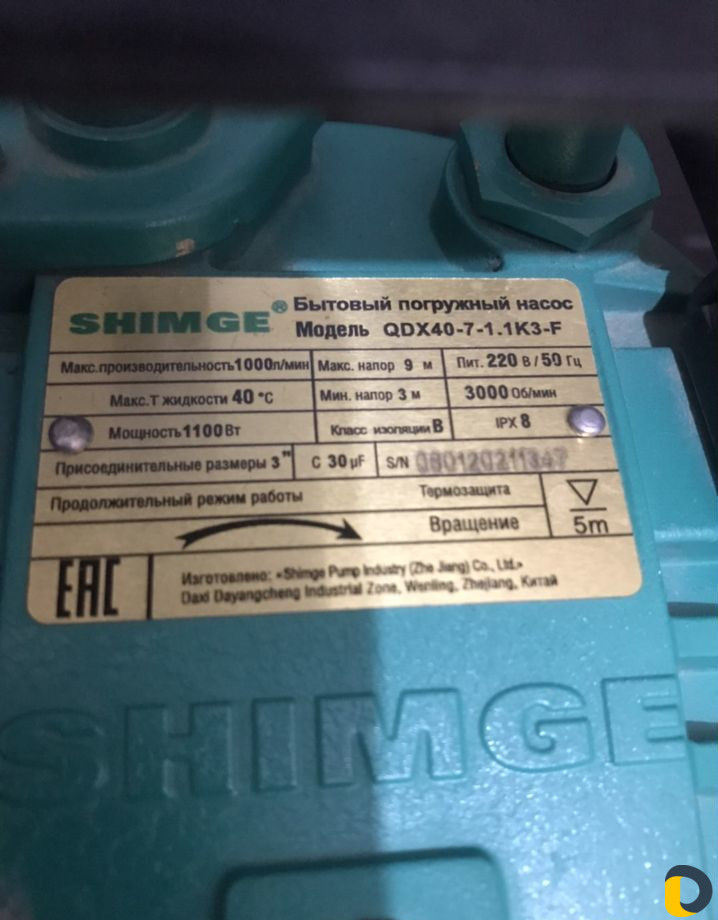 SHIMGE® Бытовый погружный насос
Модель QDX40-7-1.1K3-F
Макс.производительность1000л/мин Макс. напор 9 м Пит. 220 В / 50 Гц
Макс.Т жидкости 40 °С Мин. напор 3 м 3000 Об/мин
Мощность1100Вт Класс изоляции В IPX 8
Присоединительные размеры 3" C 30 µF S/N
Продолжительный режим работы Термозащита
Вращение 5m
EAC Изготовлено: «Shimge Pump Industry (Zhe Jiang) Co., Ltd.»
Daxi Dayangcheng Industrial Zone, Wenling, Zhejiang, Китай
SHIMGE